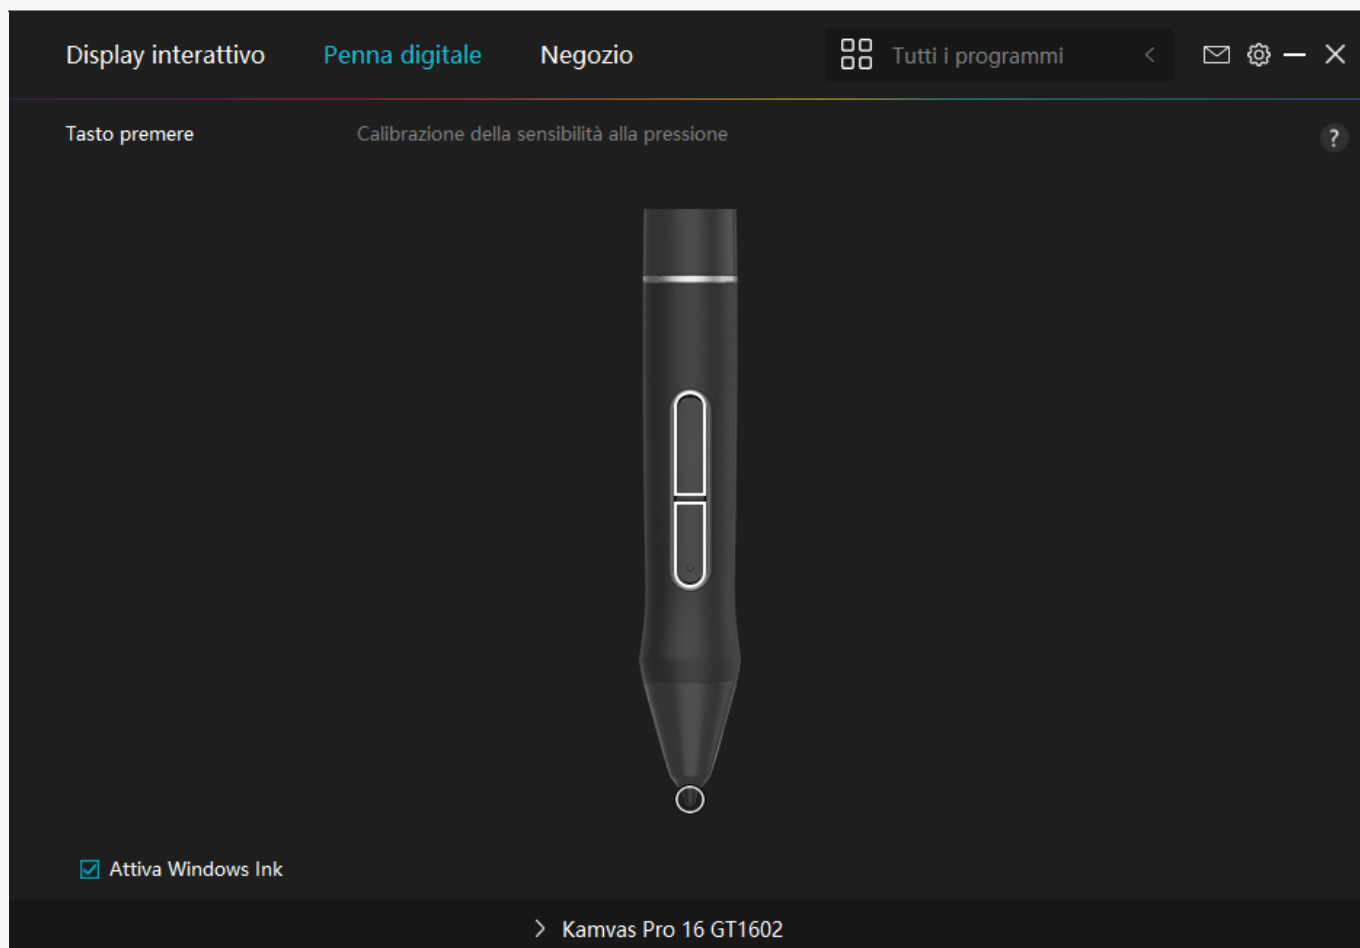 Display interattivo Penna digitale Negozio Tutti i programmi
Tasto premere Calibrazione della sensibilità alla pressione ?
Attiva Windows Ink
Kamvas Pro 16 GT1602